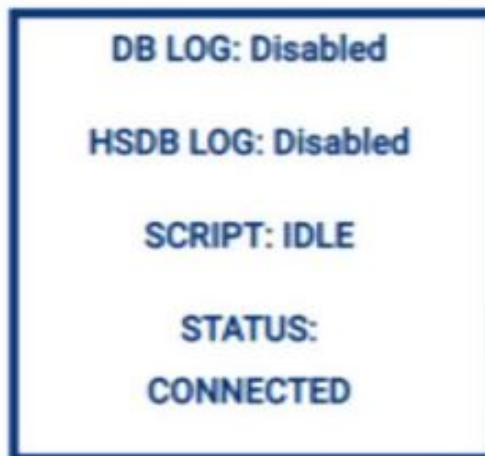 DB LOG: Disabled
HSDB LOG: Disabled
SCRIPT: IDLE
STATUS:
CONNECTED